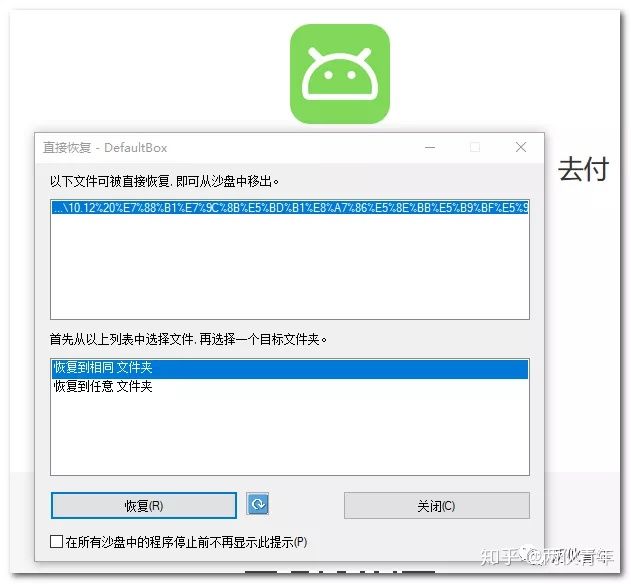 直接恢复 - DefaultBox
去付
以下文件可被直接恢复, 即可从沙盘中移出。
...\10.12%20%E7%88%B1%E7%9C%8B%E5%BD%B1%E8%A7%86%E5%8E%BB%E5%B9%BF%E5%9
首先从以上列表中选择文件, 再选择一个目标文件夹。
恢复到相同 文件夹
恢复到任意 文件夹
恢复(R)
关闭(C)
在所有沙盘中的程序停止前不再显示此提示(P)
知乎 @两伙青年